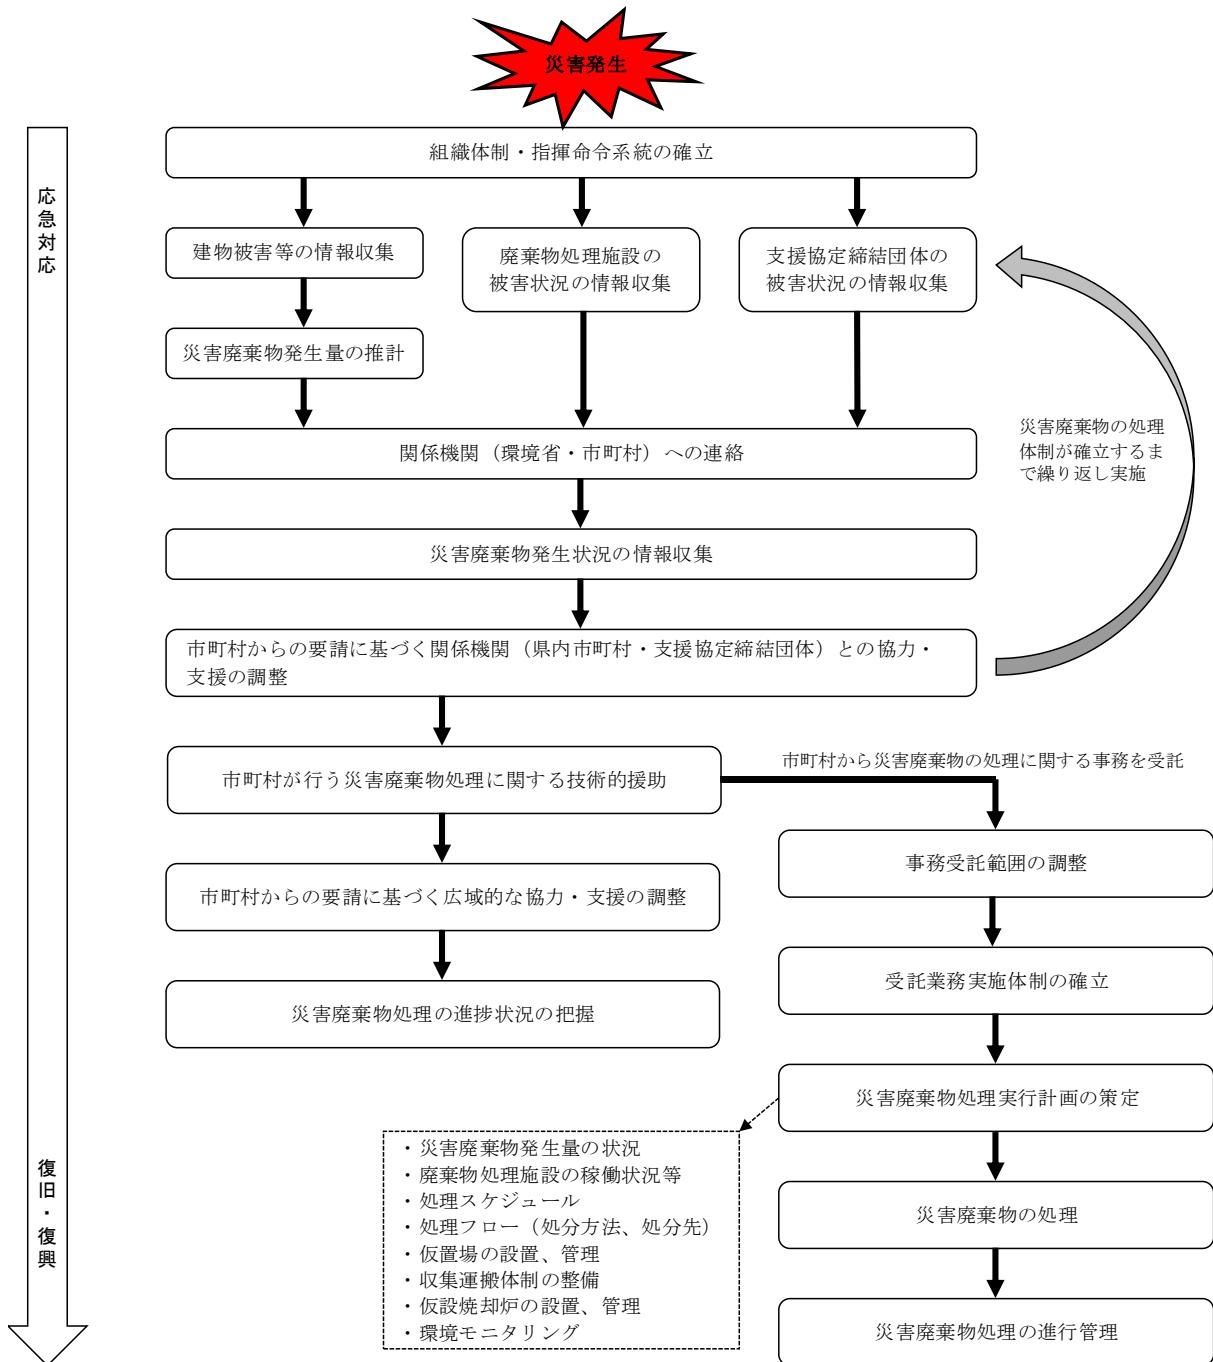 災害発生
組織体制・指揮命令系統の確立
応急対応
建物被害等の情報収集
廃棄物処理施設の
被害状況の情報収集
支援協定締結団体の
被害状況の情報収集
災害廃棄物発生量の推計
関係機関（環境省・市町村）への連絡
災害廃棄物の処理
体制が確立するま
で繰り返し実施
災害廃棄物発生状況の情報収集
市町村からの要請に基づく関係機関（県内市町村・支援協定締結団体）との協力・
支援の調整
市町村が行う災害廃棄物処理に関する技術的援助
市町村から災害廃棄物の処理に関する事務を受託
事務受託範囲の調整
市町村からの要請に基づく広域的な協力・支援の調整
受託業務実施体制の確立
災害廃棄物処理の進捗状況の把握
災害廃棄物処理実行計画の策定
・災害廃棄物発生量の状況
・廃棄物処理施設の稼働状況等
・処理スケジュール
・処理フロー（処分方法、処分先）
・仮置場の設置、管理
・収集運搬体制の整備
・仮設焼却炉の設置、管理
・環境モニタリング
復旧・復興
災害廃棄物の処理
災害廃棄物処理の進行管理